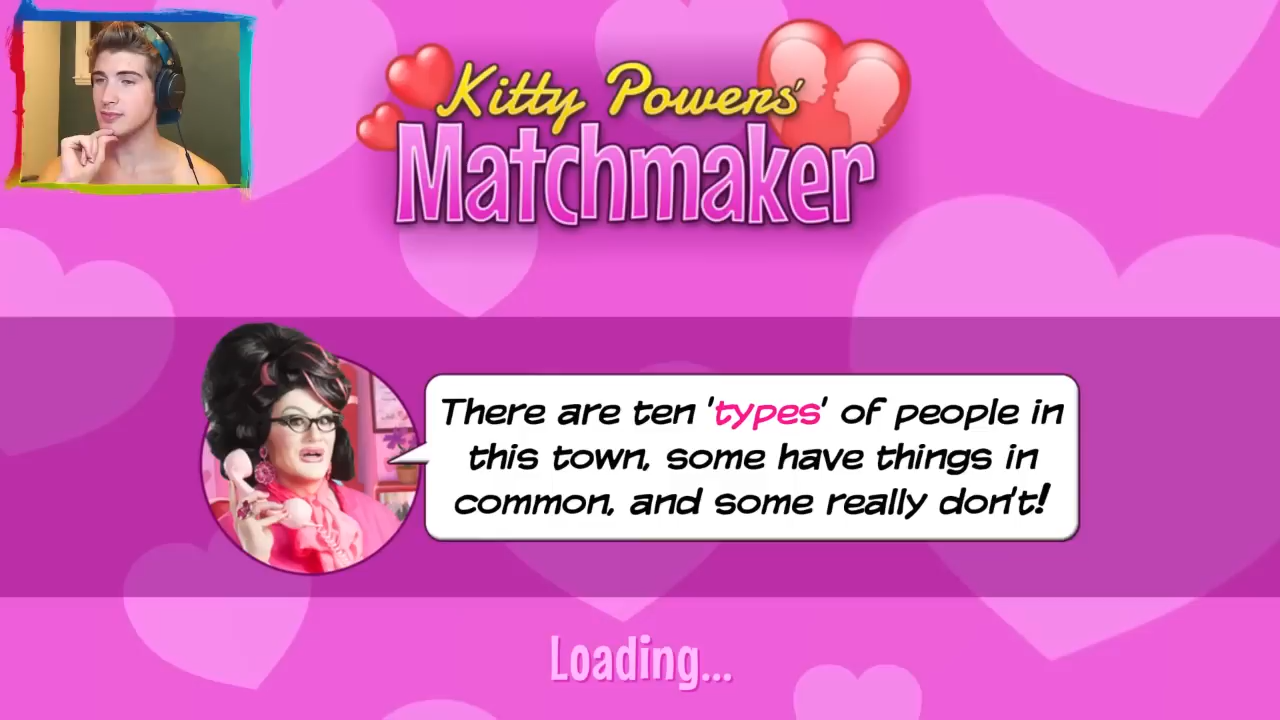 Kitty Powers'
Matchmaker
There are ten 'types' of people in
this town, some have things in
common, and some really don't!
Loading...